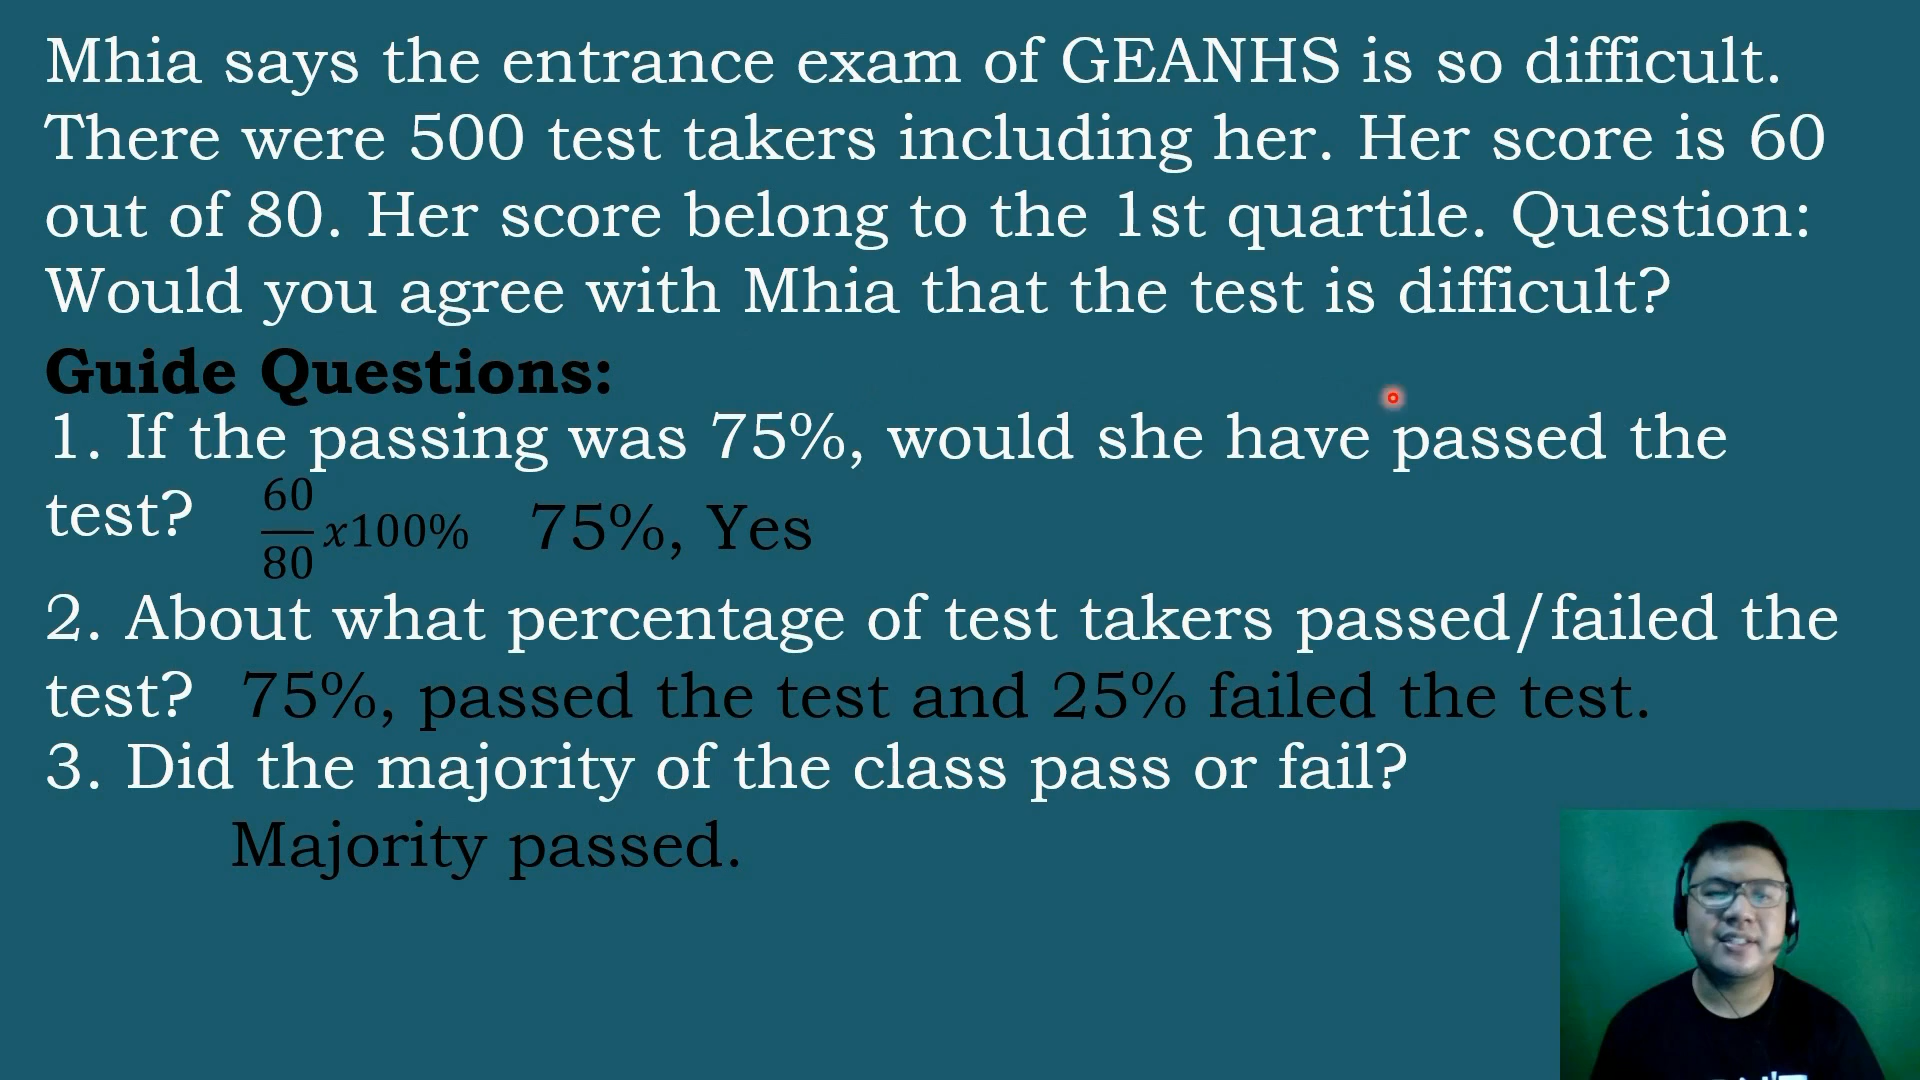 Mhia says the entrance exam of GEANHS is so difficult.
There were 500 test takers including her. Her score is 60
out of 80. Her score belong to the 1st quartile. Question:
Would you agree with Mhia that the test is difficult?
Guide Questions:
1. If the passing was 75%, would she have passed the
test? 60/80 x100% 75%, Yes
2. About what percentage of test takers passed/failed the
test? 75%, passed the test and 25% failed the test.
3. Did the majority of the class pass or fail?
Majority passed.